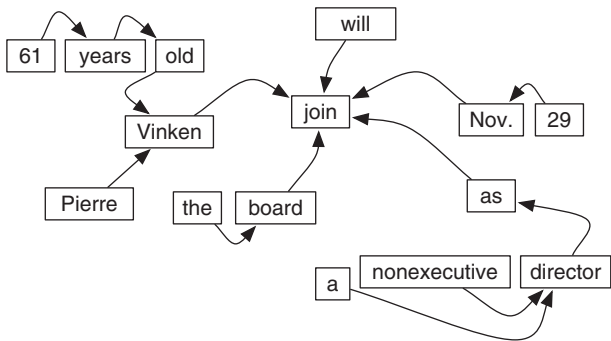 will
61 years old
join
Nov. 29
Vinken
Pierre
the board
as
nonexecutive director
a